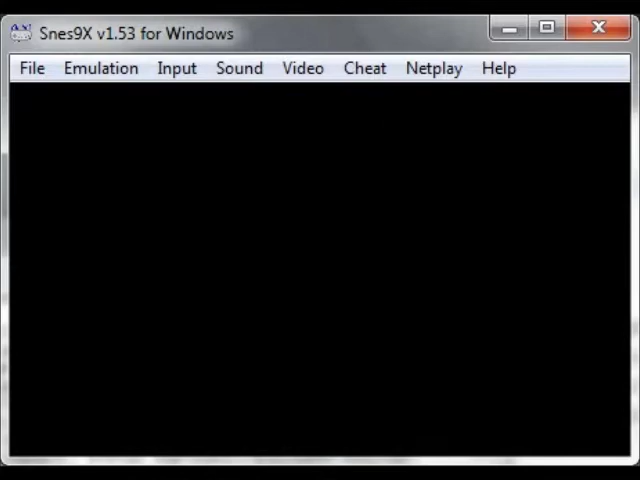 Snes9X v1.53 for Windows
File Emulation Input Sound Video Cheat Netplay Help